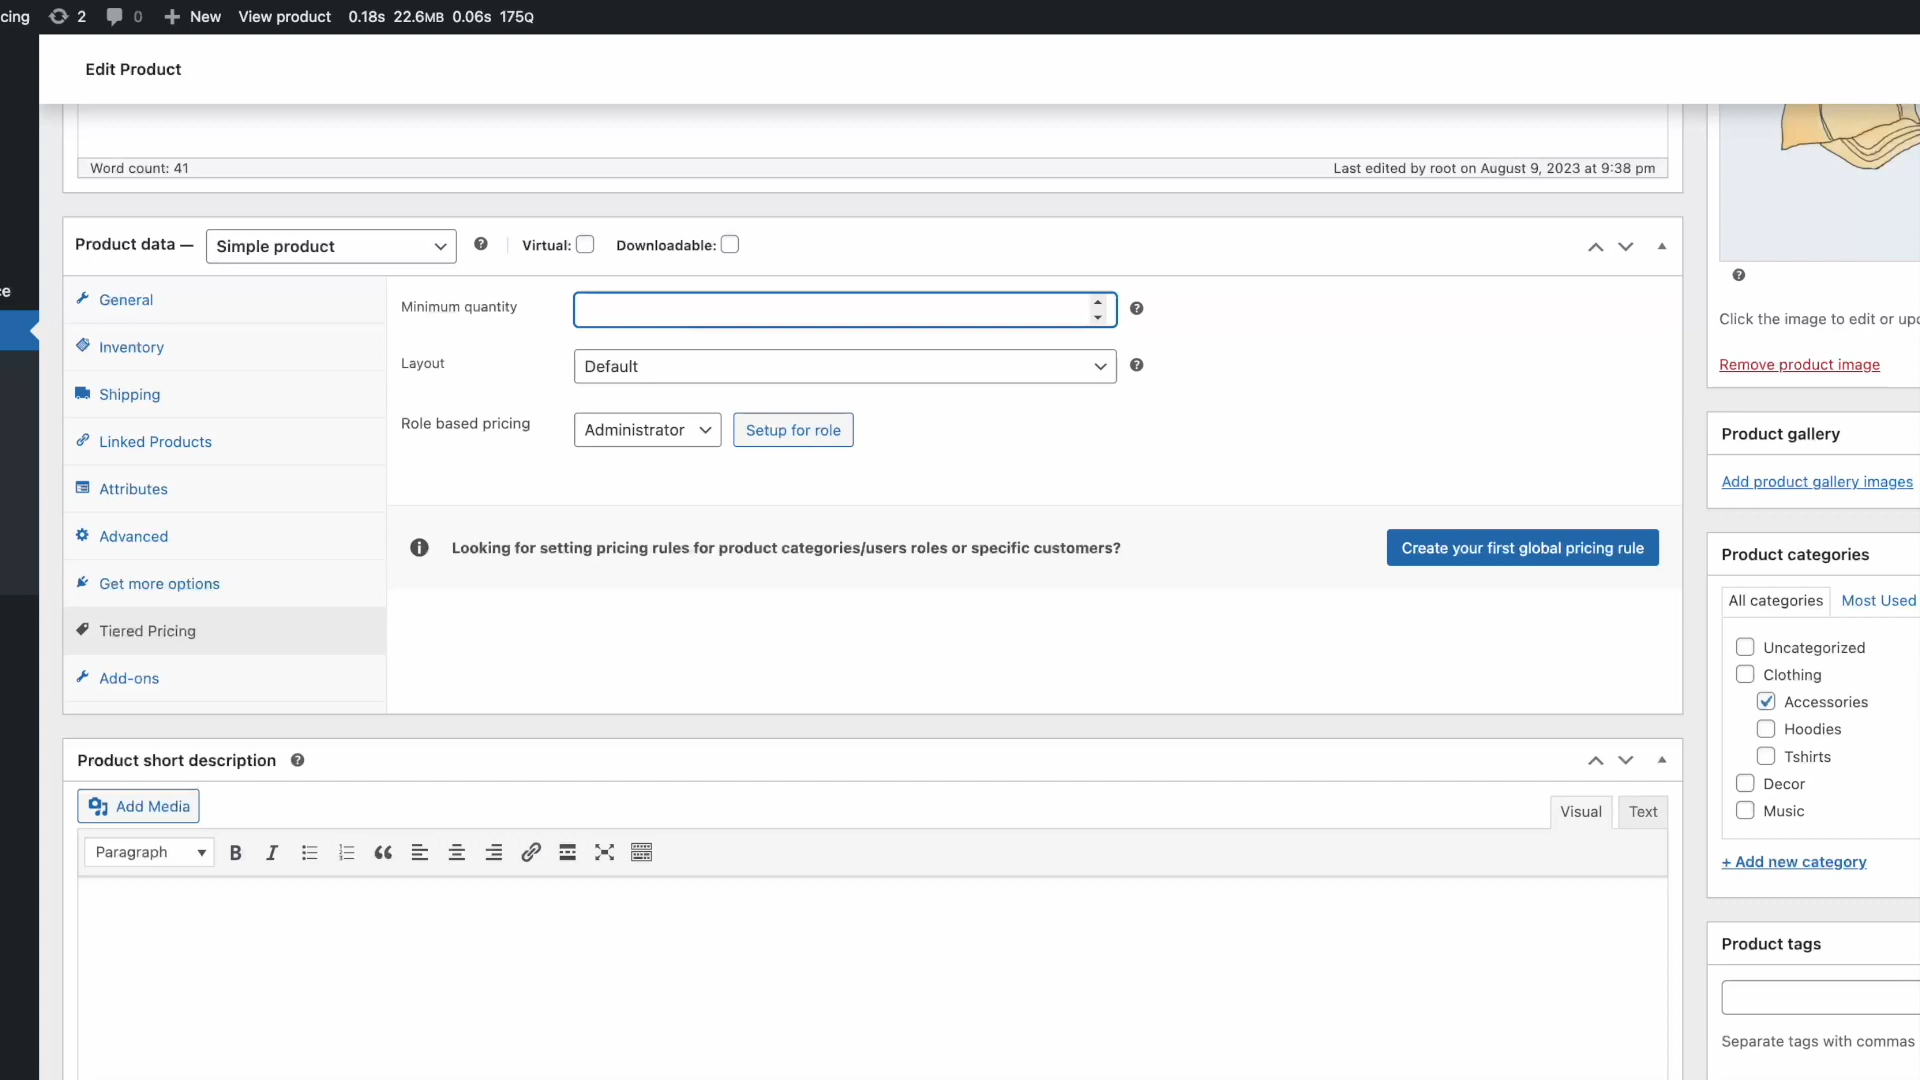 cing 2 0 New View product 0.18s 22.6MB 0.06s 175Q
Edit Product
Word count: 41 Last edited by root on August 9, 2023 at 9:38 pm
Product data — Simple product Virtual: Downloadable:
ce
General
Inventory
Shipping
Linked Products
Attributes
Advanced
Get more options
Tiered Pricing
Add-ons
Minimum quantity
Layout Default
Role based pricing Administrator Setup for role
Looking for setting pricing rules for product categories/users roles or specific customers? Create your first global pricing rule
Product short description
Add Media Visual Text
Paragraph
Click the image to edit or upd
Remove product image
Product gallery
Add product gallery images
Product categories
All categories Most Used
Uncategorized
Clothing
Accessories
Hoodies
Tshirts
Decor
Music
+ Add new category
Product tags
Separate tags with commas